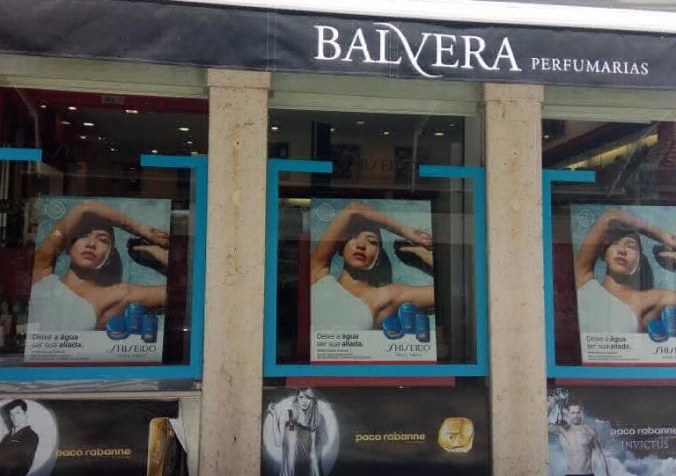 BALVERA PERFUMARIAS
SHISEIDO
Deixe a água
ser sua aliada.
SHISEIDO
Deixe a água
ser sua aliada.
SHISEIDO
Deixe a água
ser sua aliada.
SHISEIDO
paco rabanne
paco rabanne
paco rabanne
INVICTUS